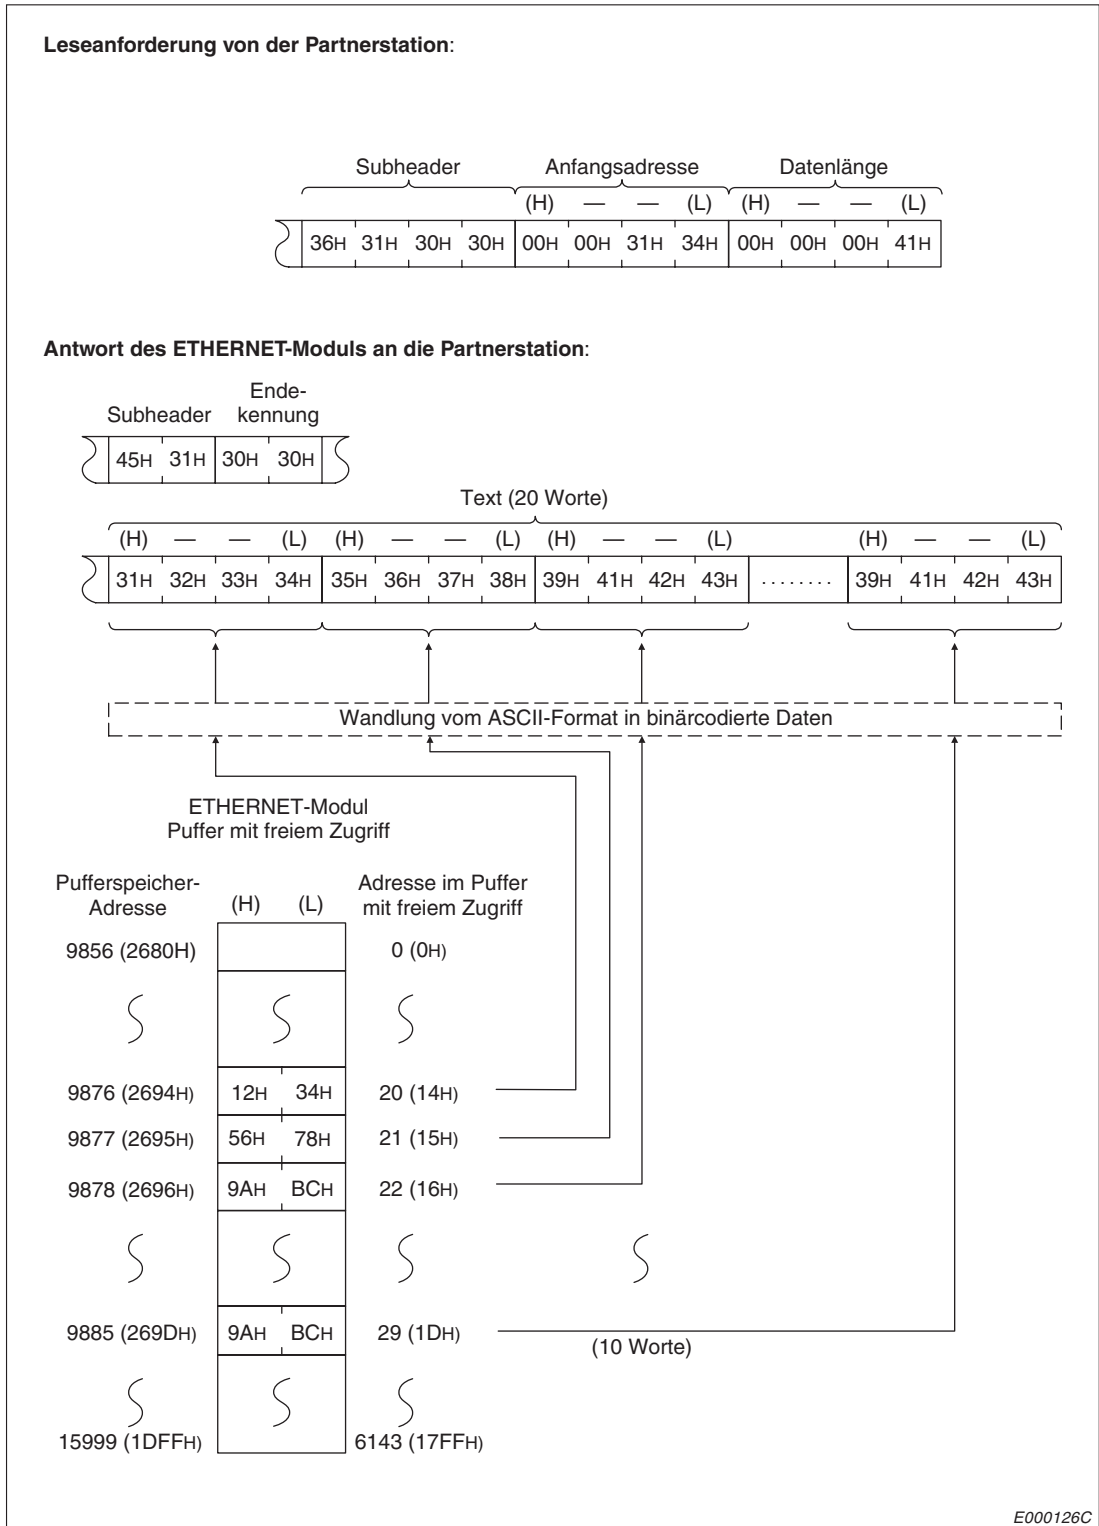 Leseanforderung von der Partnerstation:
Subheader Anfangsadresse Datenlänge
(H) — — (L) (H) — — (L)
36H 31H 30H 30H 00H 00H 31H 34H 00H 00H 00H 41H
Antwort des ETHERNET-Moduls an die Partnerstation:
Ende-
Subheader kennung
45H 31H 30H 30H
Text (20 Worte)
(H) — — (L) (H) — — (L) (H) — — (L) (H) — — (L)
31H 32H 33H 34H 35H 36H 37H 38H 39H 41H 42H 43H ........ 39H 41H 42H 43H
Wandlung vom ASCII-Format in binärcodierte Daten
ETHERNET-Modul
Puffer mit freiem Zugriff
Pufferspeicher- Adresse im Puffer
Adresse (H) (L) mit freiem Zugriff
9856 (2680H) 0 (0H)
9876 (2694H) 12H 34H 20 (14H)
9877 (2695H) 56H 78H 21 (15H)
9878 (2696H) 9AH BCH 22 (16H)
9885 (269DH) 9AH BCH 29 (1DH)
(10 Worte)
15999 (1DFFH) 6143 (17FFH)
E000126C